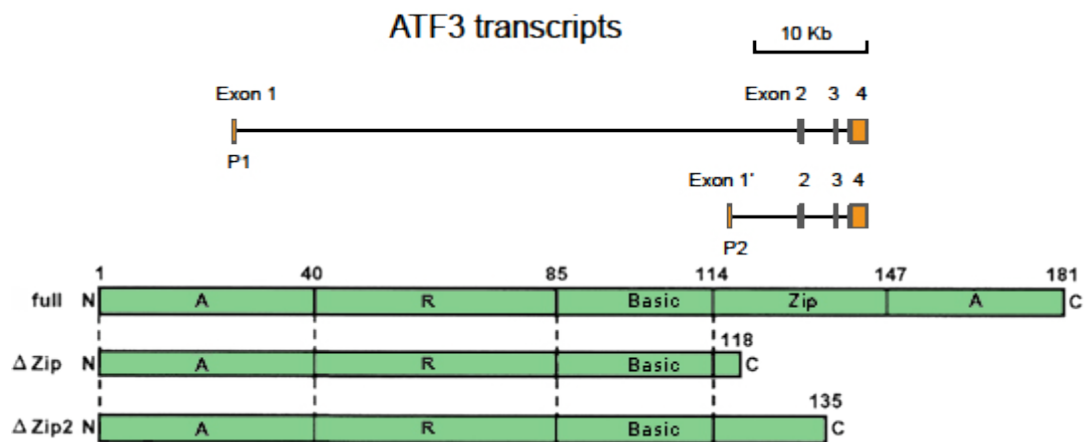 ATF3 transcripts
10 Kb
Exon 1 Exon 2 3 4
P1
Exon 1' 2 3 4
P2
1 40 85 114 147 181
full N A R Basic Zip A C
118
Δ Zip N A R Basic C
135
Δ Zip2 N A R Basic C